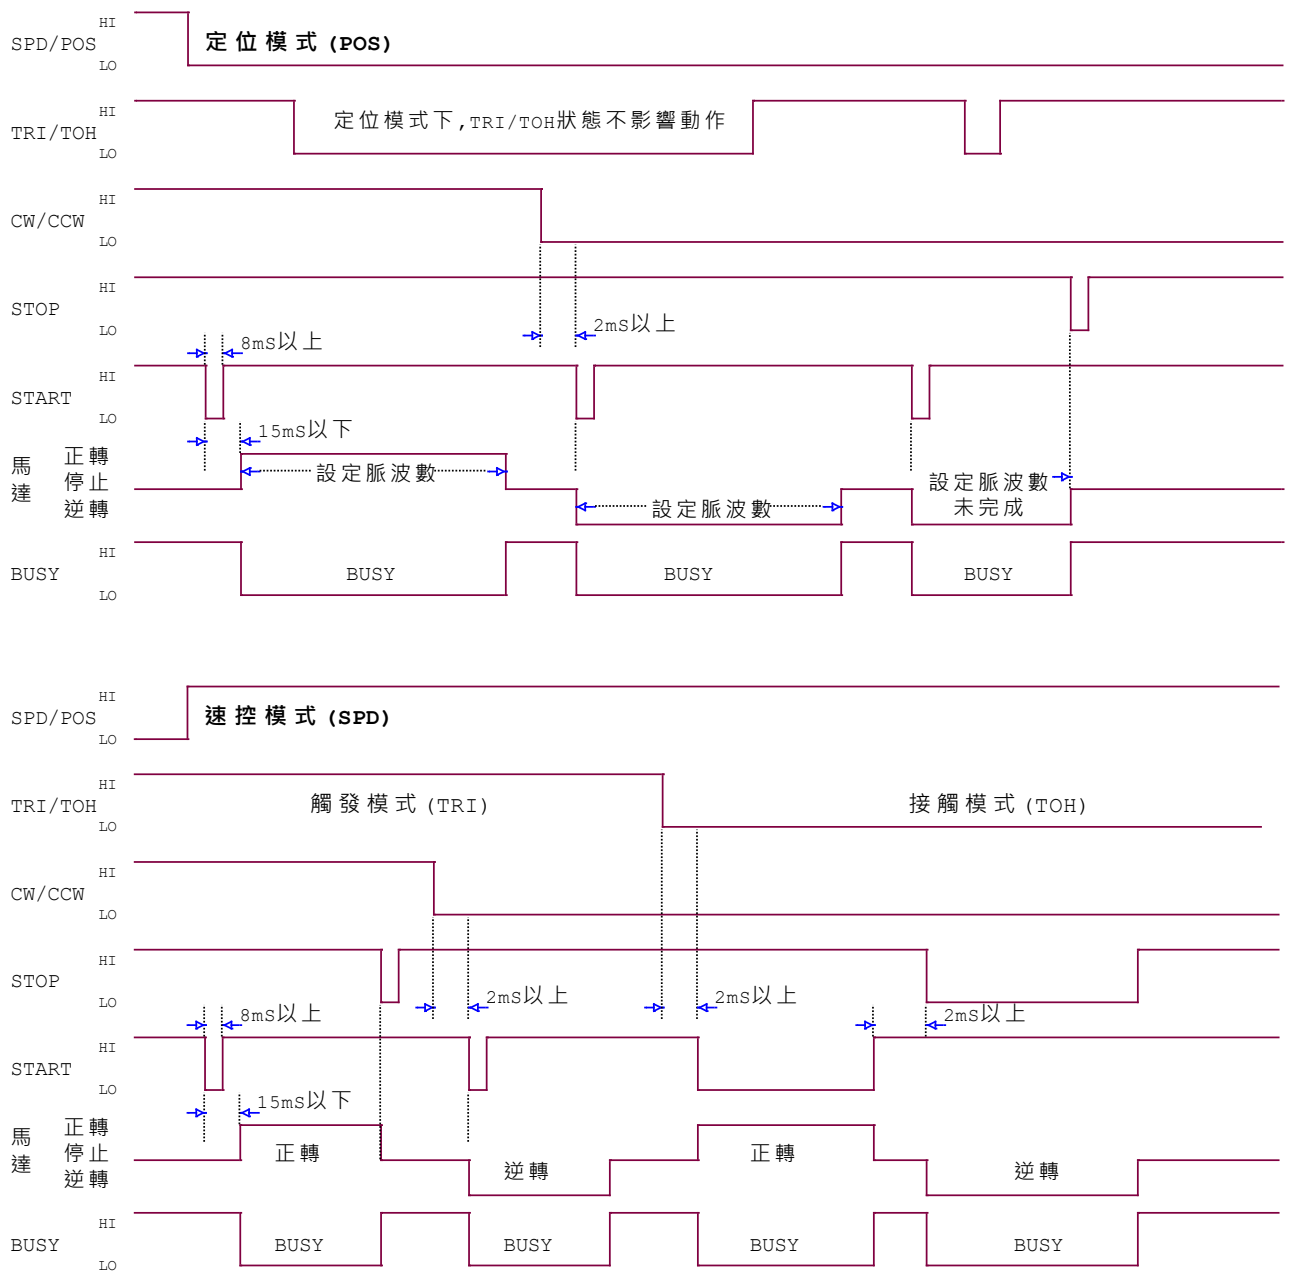 HI
SPD/POS 定位模式(POS)
LO
HI
TRI/TOH 定位模式下,TRI/TOH狀態不影響動作
LO
HI
CW/CCW
LO
HI
STOP
LO 2mS以上
8mS以上
HI
START
LO
15mS以下
馬達 正轉
停止
逆轉
設定脈波數
設定脈波數
設定脈波數
未完成
HI
BUSY BUSY BUSY BUSY
LO
HI
SPD/POS 速控模式(SPD)
LO
HI
TRI/TOH 觸發模式(TRI) 接觸模式(TOH)
LO
HI
CW/CCW
LO
HI
STOP
LO 2mS以上 2mS以上
8mS以上 2mS以上
HI
START
LO
15mS以下
馬達 正轉
停止
逆轉
正轉 逆轉 正轉 逆轉
HI
BUSY BUSY BUSY BUSY BUSY
LO